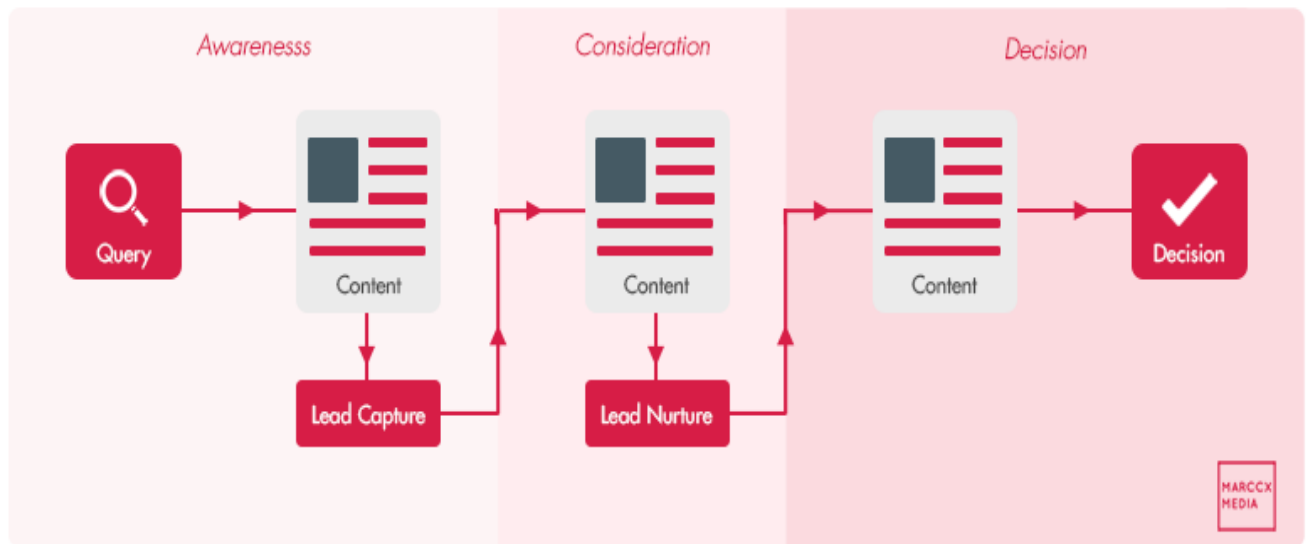 Awarenesss
Consideration
Decision
Query
Content
Content
Content
Decision
Lead Capture
Lead Nurture
MARCCX
MEDIA